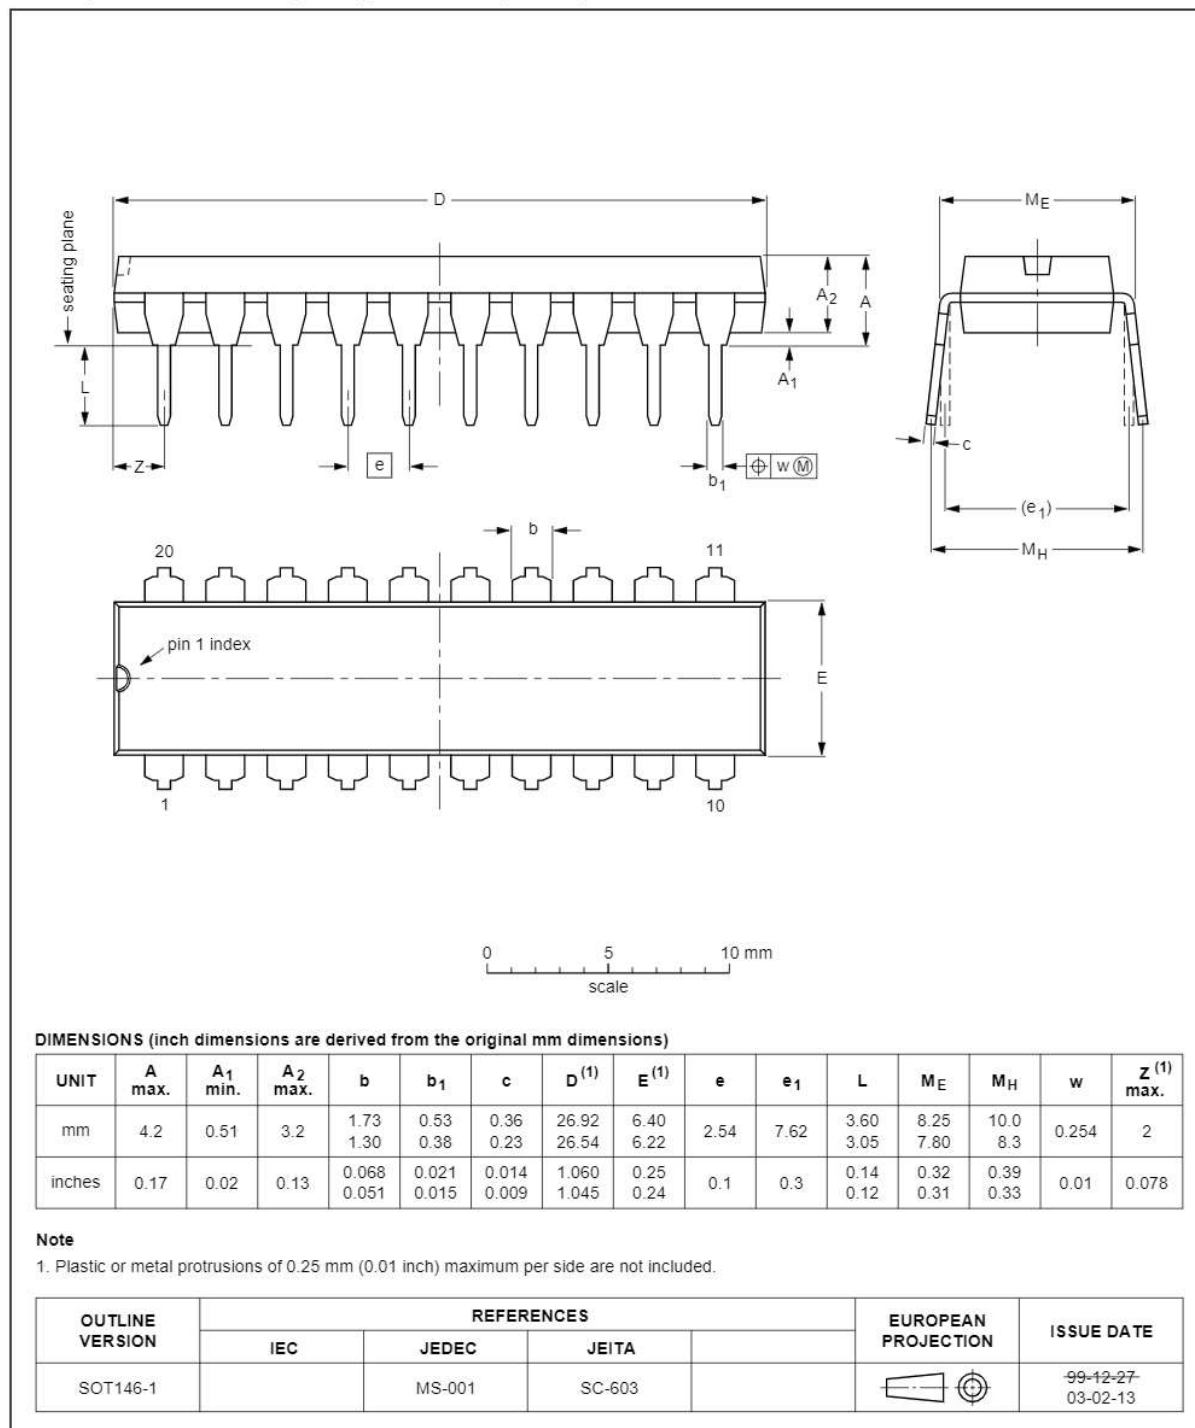 D
ME
seating plane
A2
A
A1
L
Z
e
b1
w M
c
(e1)
MH
b
20
11
pin 1 index
E
1
10
0
5
10 mm
scale
DIMENSIONS (inch dimensions are derived from the original mm dimensions)
UNIT A max. A1 min. A2 max. b b1 c D(1) E(1) e e1 L ME MH w Z(1) max.
mm 4.2 0.51 3.2 1.73 1.30 0.53 0.38 0.36 0.23 26.92 26.54 6.40 6.22 2.54 7.62 3.60 3.05 8.25 7.80 10.0 8.3 0.254 2
inches 0.17 0.02 0.13 0.068 0.051 0.021 0.015 0.014 0.009 1.060 1.045 0.25 0.24 0.1 0.3 0.14 0.12 0.32 0.31 0.39 0.33 0.01 0.078
Note
1. Plastic or metal protrusions of 0.25 mm (0.01 inch) maximum per side are not included.
OUTLINE VERSION REFERENCES EUROPEAN PROJECTION ISSUE DATE
IEC JEDEC JEITA
SOT146-1 MS-001 SC-603 99-12-27
03-02-13